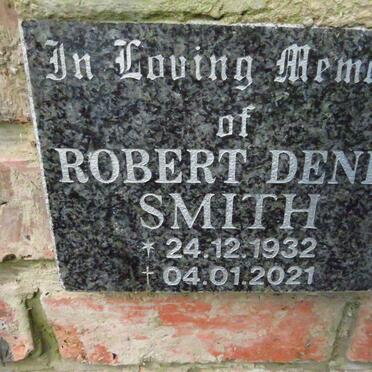 In Loving Mem
of
ROBERT DEN
SMITH
* 24.12.1932
† 04.01.2021